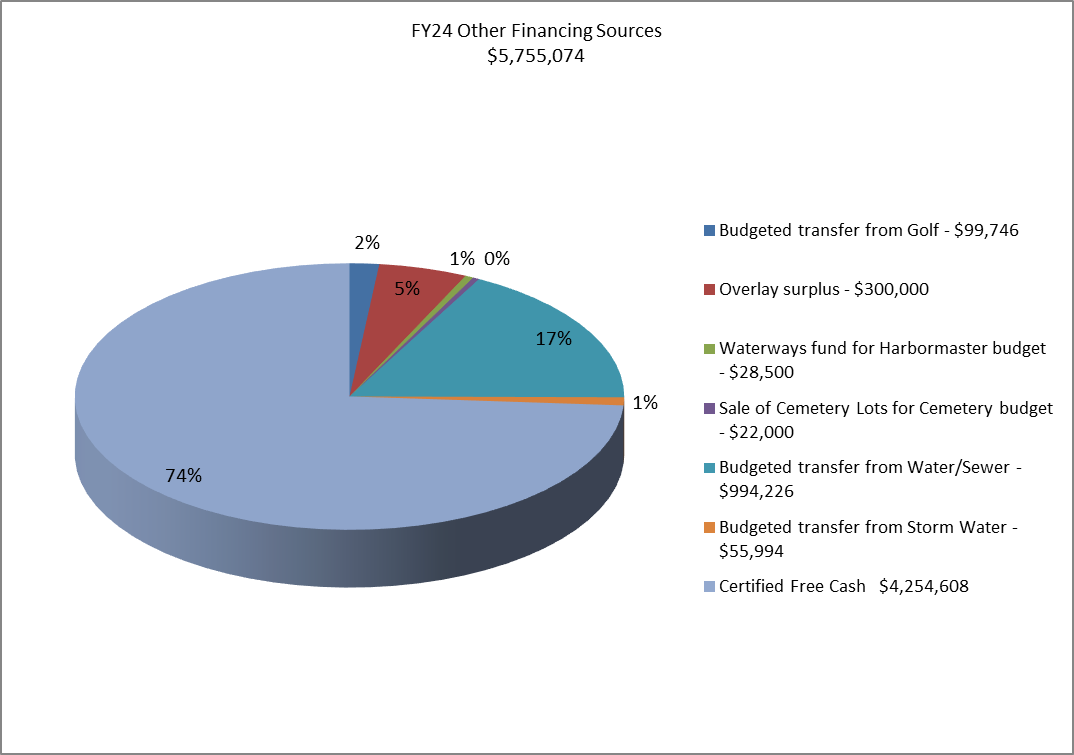 FY24 Other Financing Sources
$5,755,074
2%
1%
0%
5%
17%
1%
74%
Budgeted transfer from Golf - $99,746
Overlay surplus - $300,000
Waterways fund for Harbormaster budget
- $28,500
Sale of Cemetery Lots for Cemetery budget
- $22,000
Budgeted transfer from Water/Sewer -
$994,226
Budgeted transfer from Storm Water -
$55,994
Certified Free Cash $4,254,608